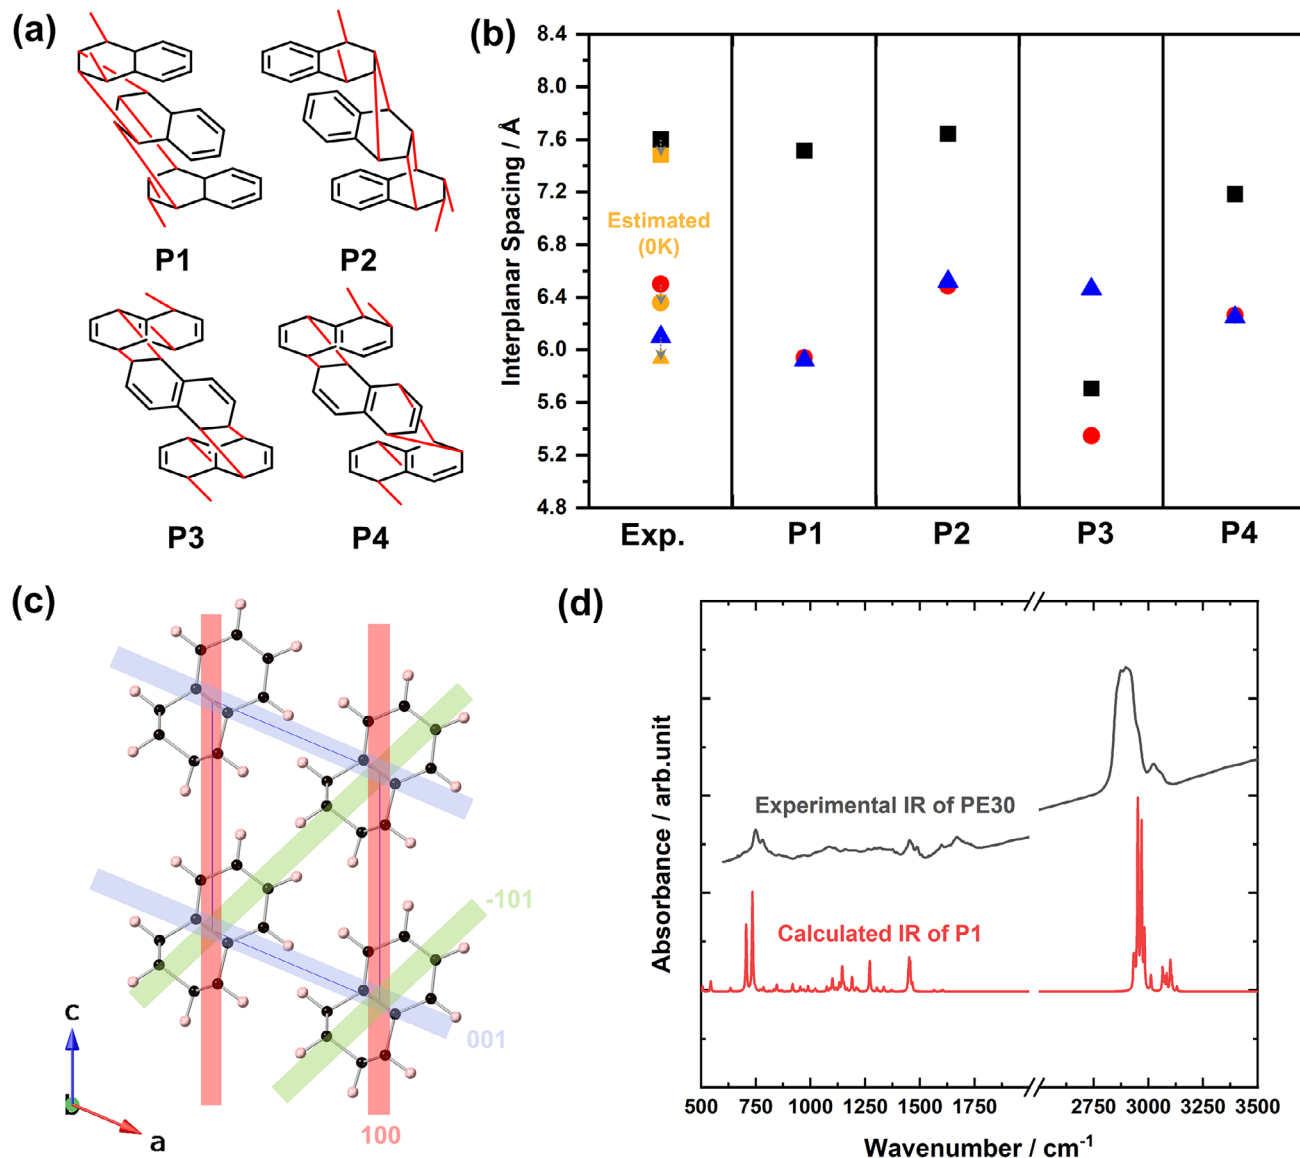 (a)
P1
P2
P3
P4
(b)
Interplanar Spacing / Å
8.4
8.0
7.6
7.2
6.8
6.4
6.0
5.6
5.2
4.8
Estimated
(0K)
Exp.
P1
P2
P3
P4
(c)
-101
001
100
c
b
a
(d)
Absorbance / arb.unit
Experimental IR of PE30
Calculated IR of P1
500 750 1000 1250 1500 1750 2750 3000 3250 3500
Wavenumber / cm⁻¹